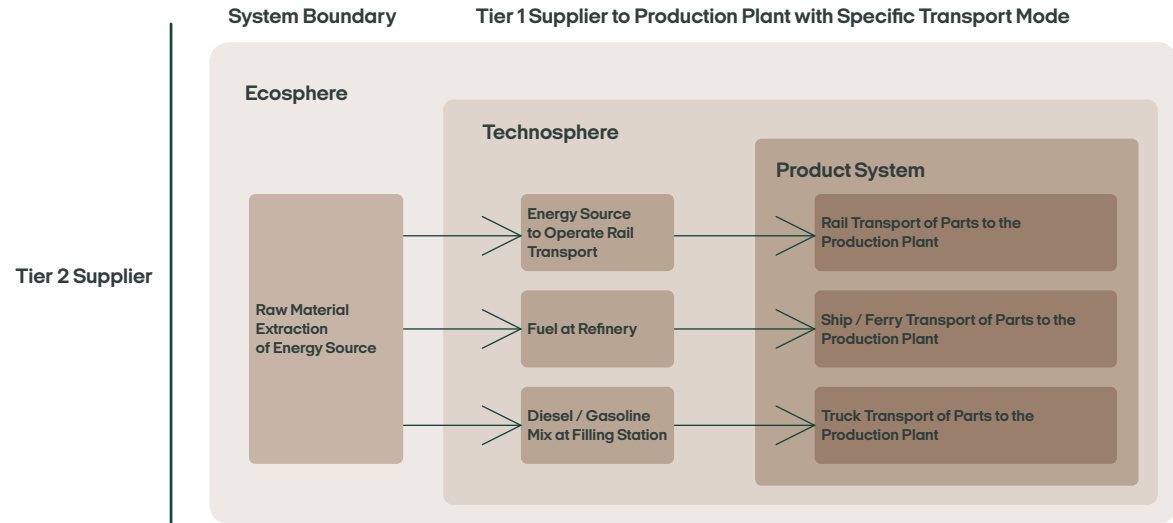 System Boundary
Tier 1 Supplier to Production Plant with Specific Transport Mode
Ecosphere
Technosphere
Product System
Tier 2 Supplier
Raw Material
Extraction
of Energy Source
Energy Source
to Operate Rail
Transport
Rail Transport of Parts to the
Production Plant
Fuel at Refinery
Ship / Ferry Transport of Parts to the
Production Plant
Diesel / Gasoline
Mix at Filling Station
Truck Transport of Parts to the
Production Plant